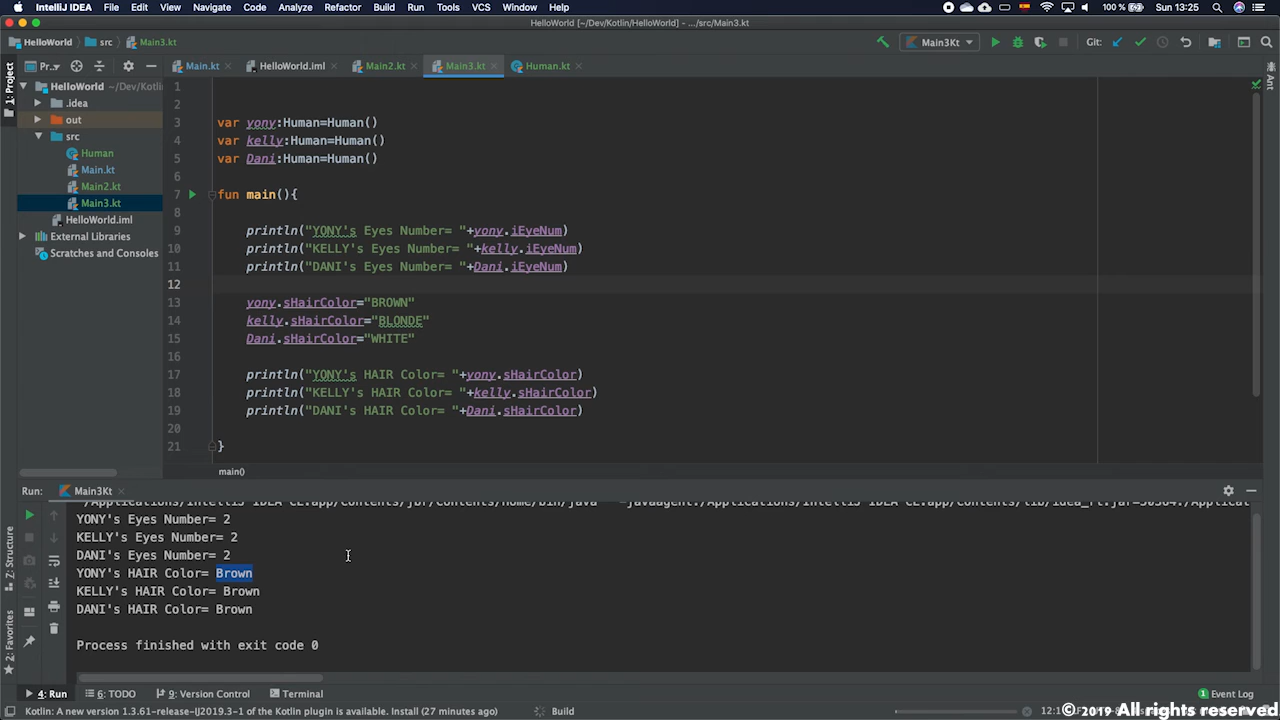 IntelliJ IDEA File Edit View Navigate Code Analyze Refactor Build Run Tools VCS Window Help 100 % Sun 13:25
HelloWorld [~/Dev/Kotlin/HelloWorld] - .../src/Main3.kt
HelloWorld src Main3.kt Main3Kt Git:
1: Project Pr.. Main.kt HelloWorld.iml Main2.kt Main3.kt Human.kt Ant
HelloWorld ~/Dev/Kotlin/H
.idea
out
src
Human
Main.kt
Main2.kt
Main3.kt
HelloWorld.iml
External Libraries
Scratches and Consoles
1
2
3 var yony:Human=Human()
4 var kelly:Human=Human()
5 var Dani:Human=Human()
6
7 fun main(){
8
9 println("YONY's Eyes Number= "+yony.iEyeNum)
10 println("KELLY's Eyes Number= "+kelly.iEyeNum)
11 println("DANI's Eyes Number= "+Dani.iEyeNum)
12
13 yony.sHairColor="BROWN"
14 kelly.sHairColor="BLONDE"
15 Dani.sHairColor="WHITE"
16
17 println("YONY's HAIR Color= "+yony.sHairColor)
18 println("KELLY's HAIR Color= "+kelly.sHairColor)
19 println("DANI's HAIR Color= "+Dani.sHairColor)
20
21 }
main()
Run: Main3Kt
YONY's Eyes Number= 2
KELLY's Eyes Number= 2
DANI's Eyes Number= 2
YONY's HAIR Color= Brown
KELLY's HAIR Color= Brown
DANI's HAIR Color= Brown
Process finished with exit code 0
Z: Structure
2: Favorites
4: Run 6: TODO 9: Version Control Terminal 1 Event Log
Kotlin: A new version 1.3.61-release-IJ2019.3-1 of the Kotlin plugin is available. Install (27 minutes ago) Build
©2019 All rights reserved